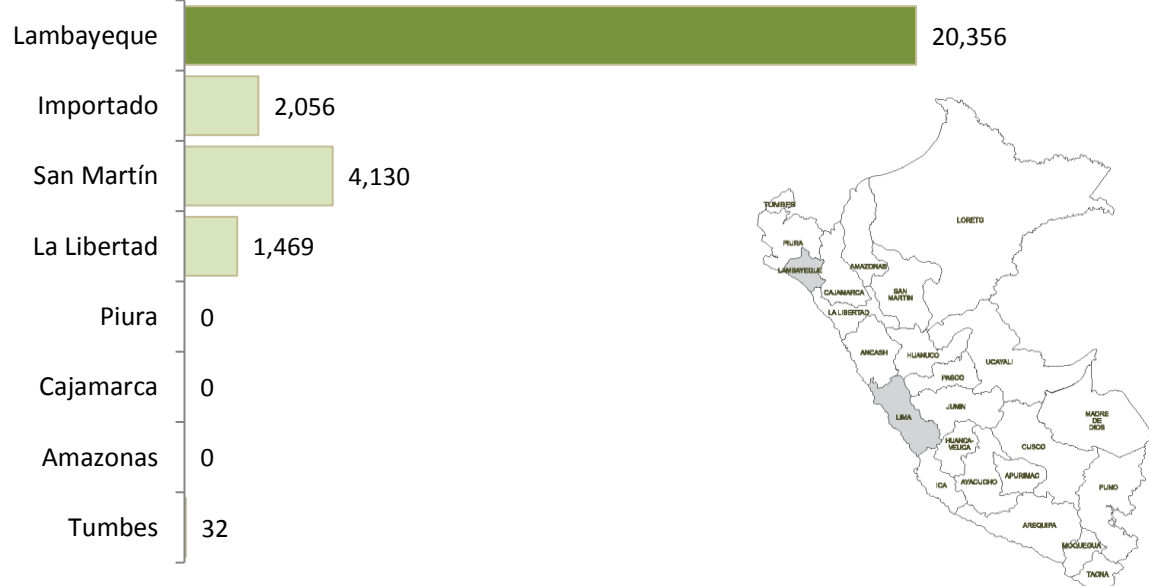 Lambayeque 20,356
Importado 2,056
San Martín 4,130
La Libertad 1,469
Piura 0
Cajamarca 0
Amazonas 0
Tumbes 32
TUMBES
LORETO
PIURA
LAMBAYEQUE
AMAZONAS
CAJAMARCA
SAN
MARTIN
LA LIBERTAD
ANCASH
HUANUCO
UCAYALI
PASCO
LIMA
JUNIN
MADRE
DE
DIOS
HUANCA-
VELICA
CUSCO
ICA
AYACUCHO
APURIMAC
PUNO
AREQUIPA
MOQUEGUA
TACNA